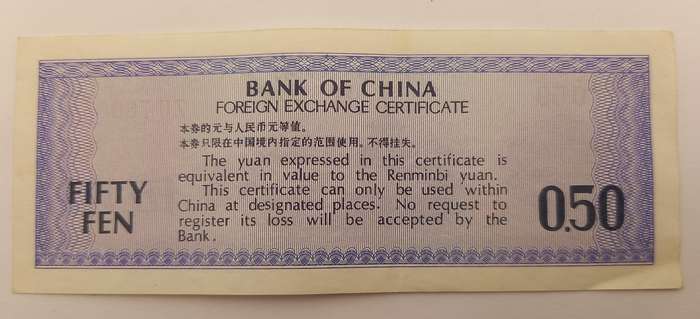 BANK OF CHINA
FOREIGN EXCHANGE CERTIFICATE
本券的元与人民币元等值。
本券只限在中国境内指定的范围使用。不得挂失。
The yuan expressed in this certificate is
equivalent in value to the Renminbi yuan.
This certificate can only be used within
China at designated places. No request to
register its loss will be accepted by the
Bank.
FIFTY
FEN
0.50